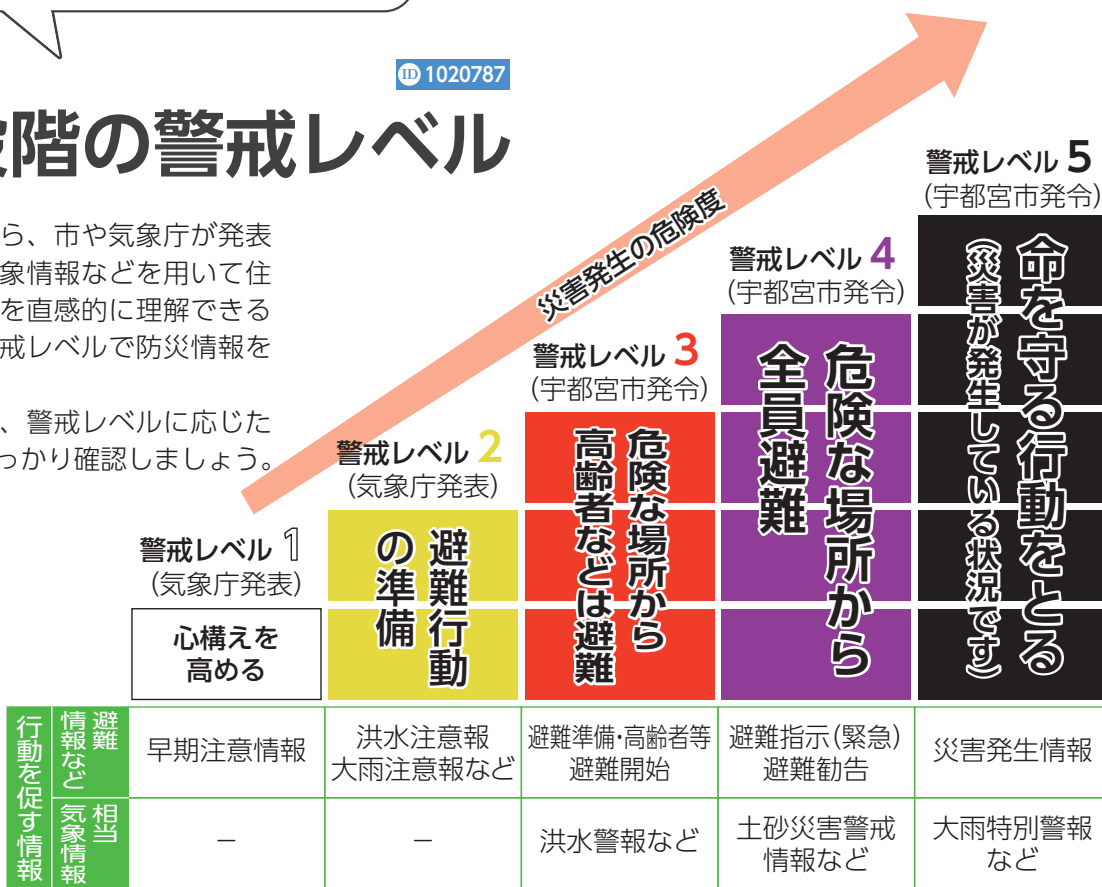 ID 1020787
階の警戒レベル
ら、市や気象庁が発表
象情報などを用いて住
を直感的に理解できる
戒レベルで防災情報を
、警戒レベルに応じた
っかり確認しましょう。
災害発生の危険度
警戒レベル 1
(気象庁発表)
心構えを
高める
警戒レベル 2
(気象庁発表)
避難行動
の準備
警戒レベル 3
(宇都宮市発令)
危険な場所から
高齢者などは避難
警戒レベル 4
(宇都宮市発令)
危険な場所から
全員避難
警戒レベル 5
(宇都宮市発令)
命を守る行動をとる
(災害が発生している状況です)
行動を促す情報
避難
情報など
早期注意情報
洪水注意報
大雨注意報など
避難準備・高齢者等
避難開始
避難指示(緊急)
避難勧告
災害発生情報
相当
気象情報
－
－
洪水警報など
土砂災害警戒
情報など
大雨特別警報
など